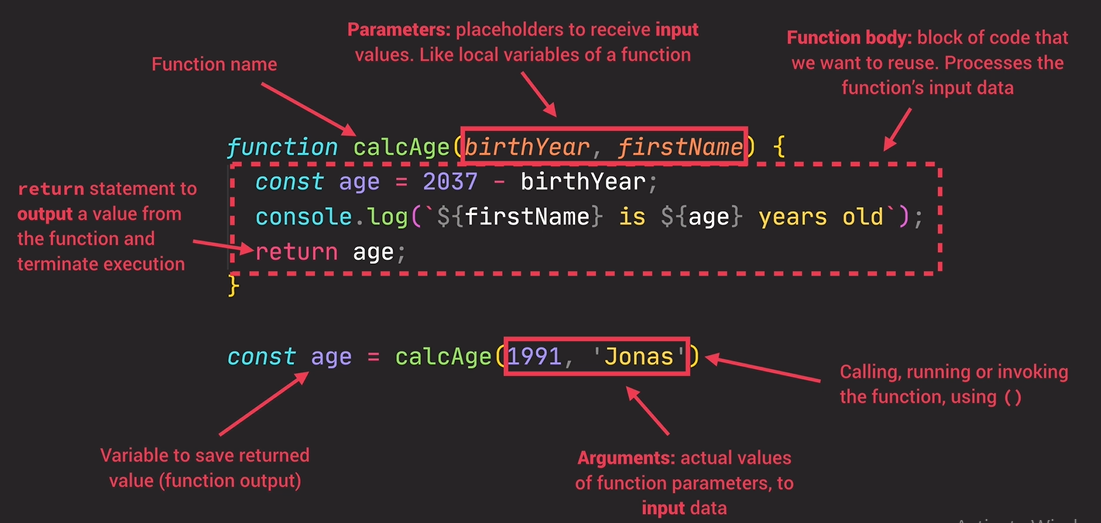 Parameters: placeholders to receive input
values. Like local variables of a function
Function name
Function body: block of code that
we want to reuse. Processes the
function’s input data
function calcAge(birthYear, firstName) {
const age = 2037 - birthYear;
console.log(`${firstName} is ${age} years old`);
return age;
}
return statement to
output a value from
the function and
terminate execution
const age = calcAge(1991, 'Jonas')
Calling, running or invoking
the function, using ()
Variable to save returned
value (function output)
Arguments: actual values
of function parameters, to
input data